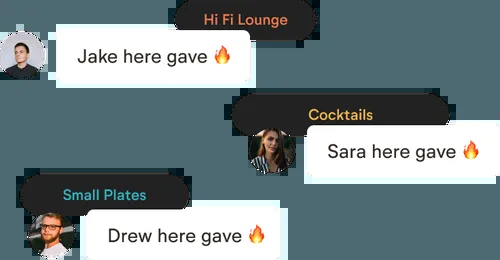 Hi Fi Lounge
Jake here gave 🔥
Cocktails
Sara here gave 🔥
Small Plates
Drew here gave 🔥